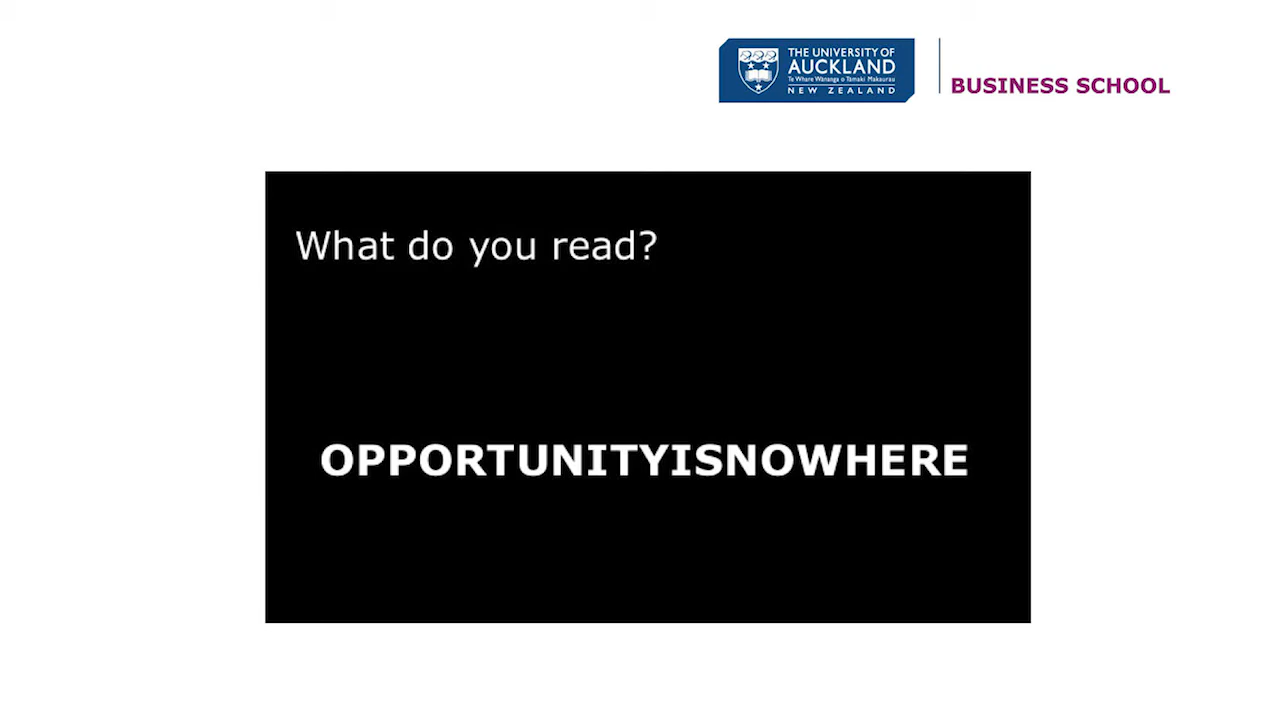 THE UNIVERSITY OF
AUCKLAND
Te Whare Wānanga o Tāmaki Makaurau
NEW ZEALAND
BUSINESS SCHOOL
What do you read?
OPPORTUNITYISNOWHERE